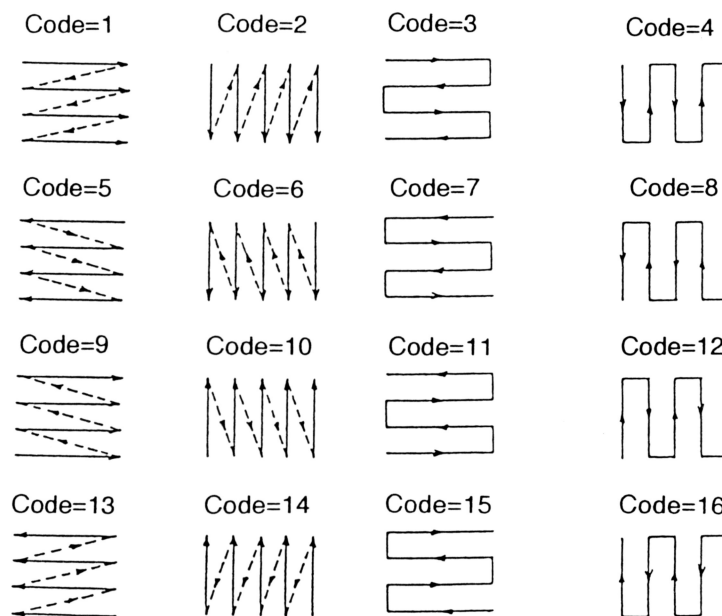 Code=1 Code=2 Code=3 Code=4
Code=5 Code=6 Code=7 Code=8
Code=9 Code=10 Code=11 Code=12
Code=13 Code=14 Code=15 Code=16